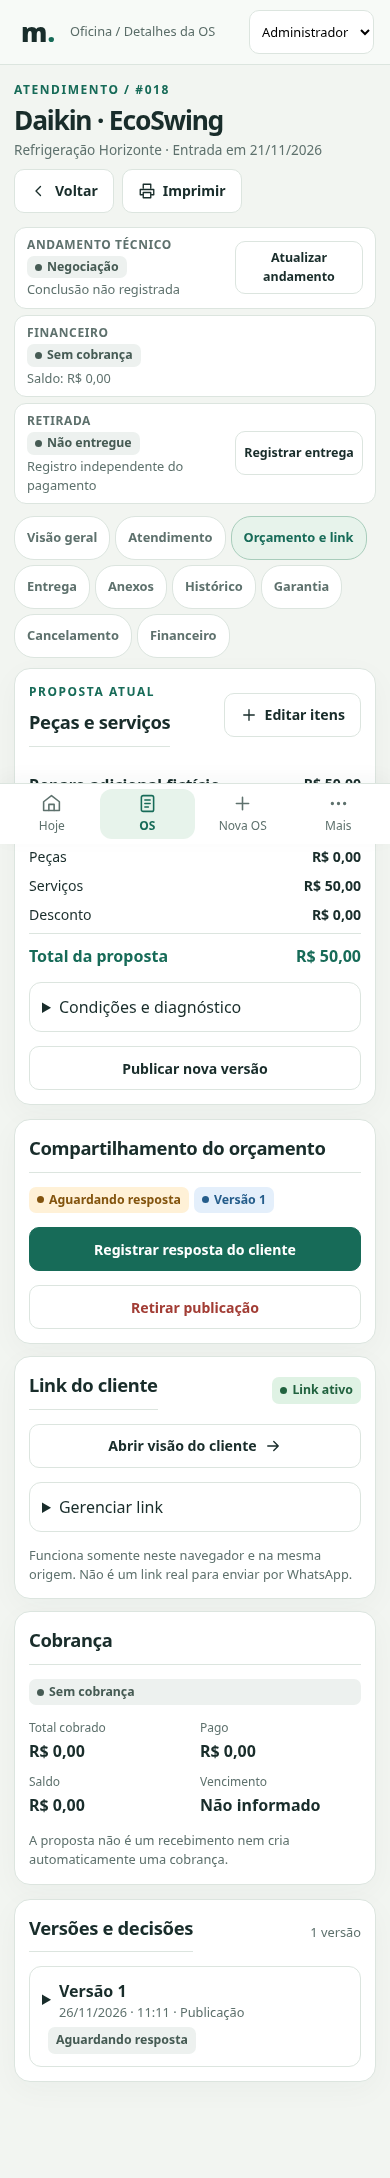 m. Oficina / Detalhes da OS Administrador
ATENDIMENTO / #018
Daikin · EcoSwing
Refrigeração Horizonte · Entrada em 21/11/2026
Voltar Imprimir
ANDAMENTO TÉCNICO
Negociação
Conclusão não registrada
Atualizar
andamento
FINANCEIRO
Sem cobrança
Saldo: R$ 0,00
RETIRADA
Não entregue
Registro independente do
pagamento
Registrar entrega
Visão geral Atendimento Orçamento e link
Entrega Anexos Histórico Garantia
Cancelamento Financeiro
PROPOSTA ATUAL
Peças e serviços
Editar itens
Reparo adicional fictício R$ 50,00
Hoje OS Nova OS Mais
Peças R$ 0,00
Serviços R$ 50,00
Desconto R$ 0,00
Total da proposta R$ 50,00
Condições e diagnóstico
Publicar nova versão
Compartilhamento do orçamento
Aguardando resposta Versão 1
Registrar resposta do cliente
Retirar publicação
Link do cliente Link ativo
Abrir visão do cliente →
Gerenciar link
Funciona somente neste navegador e na mesma
origem. Não é um link real para enviar por WhatsApp.
Cobrança
Sem cobrança
Total cobrado Pago
R$ 0,00 R$ 0,00
Saldo Vencimento
R$ 0,00 Não informado
A proposta não é um recebimento nem cria
automaticamente uma cobrança.
Versões e decisões 1 versão
Versão 1
26/11/2026 · 11:11 · Publicação
Aguardando resposta